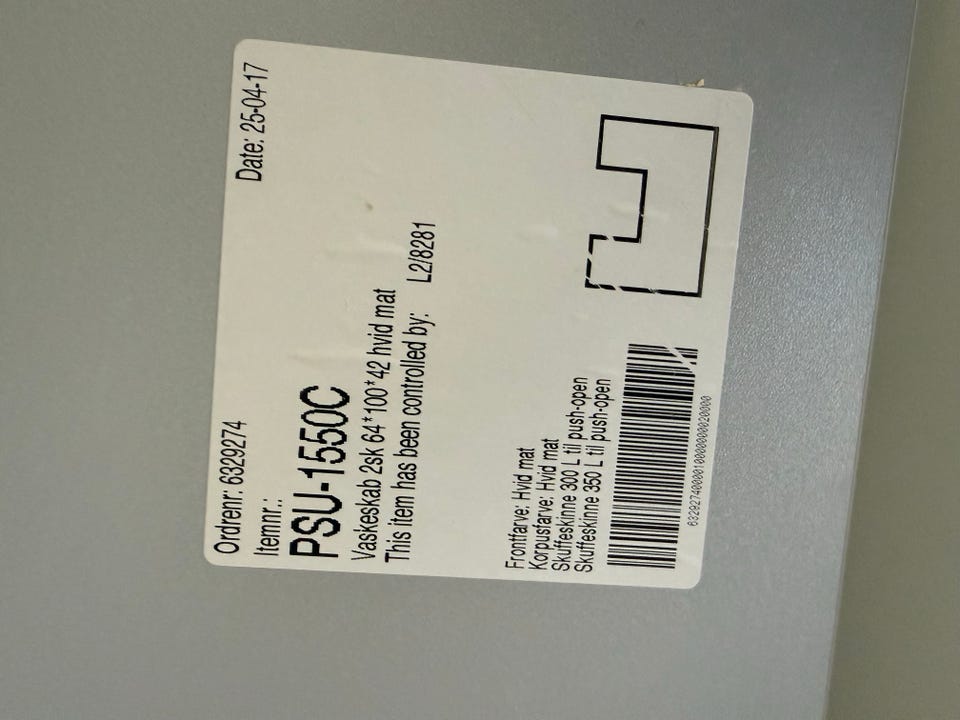 Ordrenr: 6329274 Date: 25-04-17
Itemnr.:
PSU-1550C
Vaskeskab 2sk 64*100*42 hvid mat
This item has been controlled by: L2/8281
Frontfarve: Hvid mat
Korpusfarve: Hvid mat
Skuffeskinne 300 L til push-open
Skuffeskinne 350 L til push-open